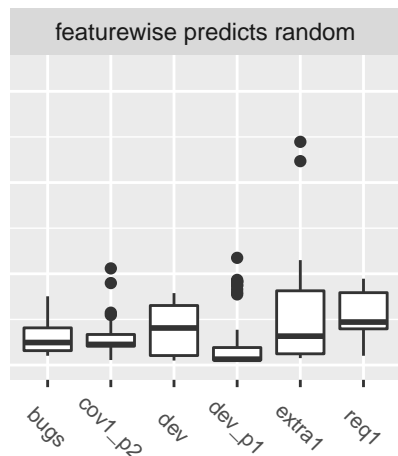 featurewise predicts random
bugs
cov1_p2
dev
dev_p1
extra1
req1